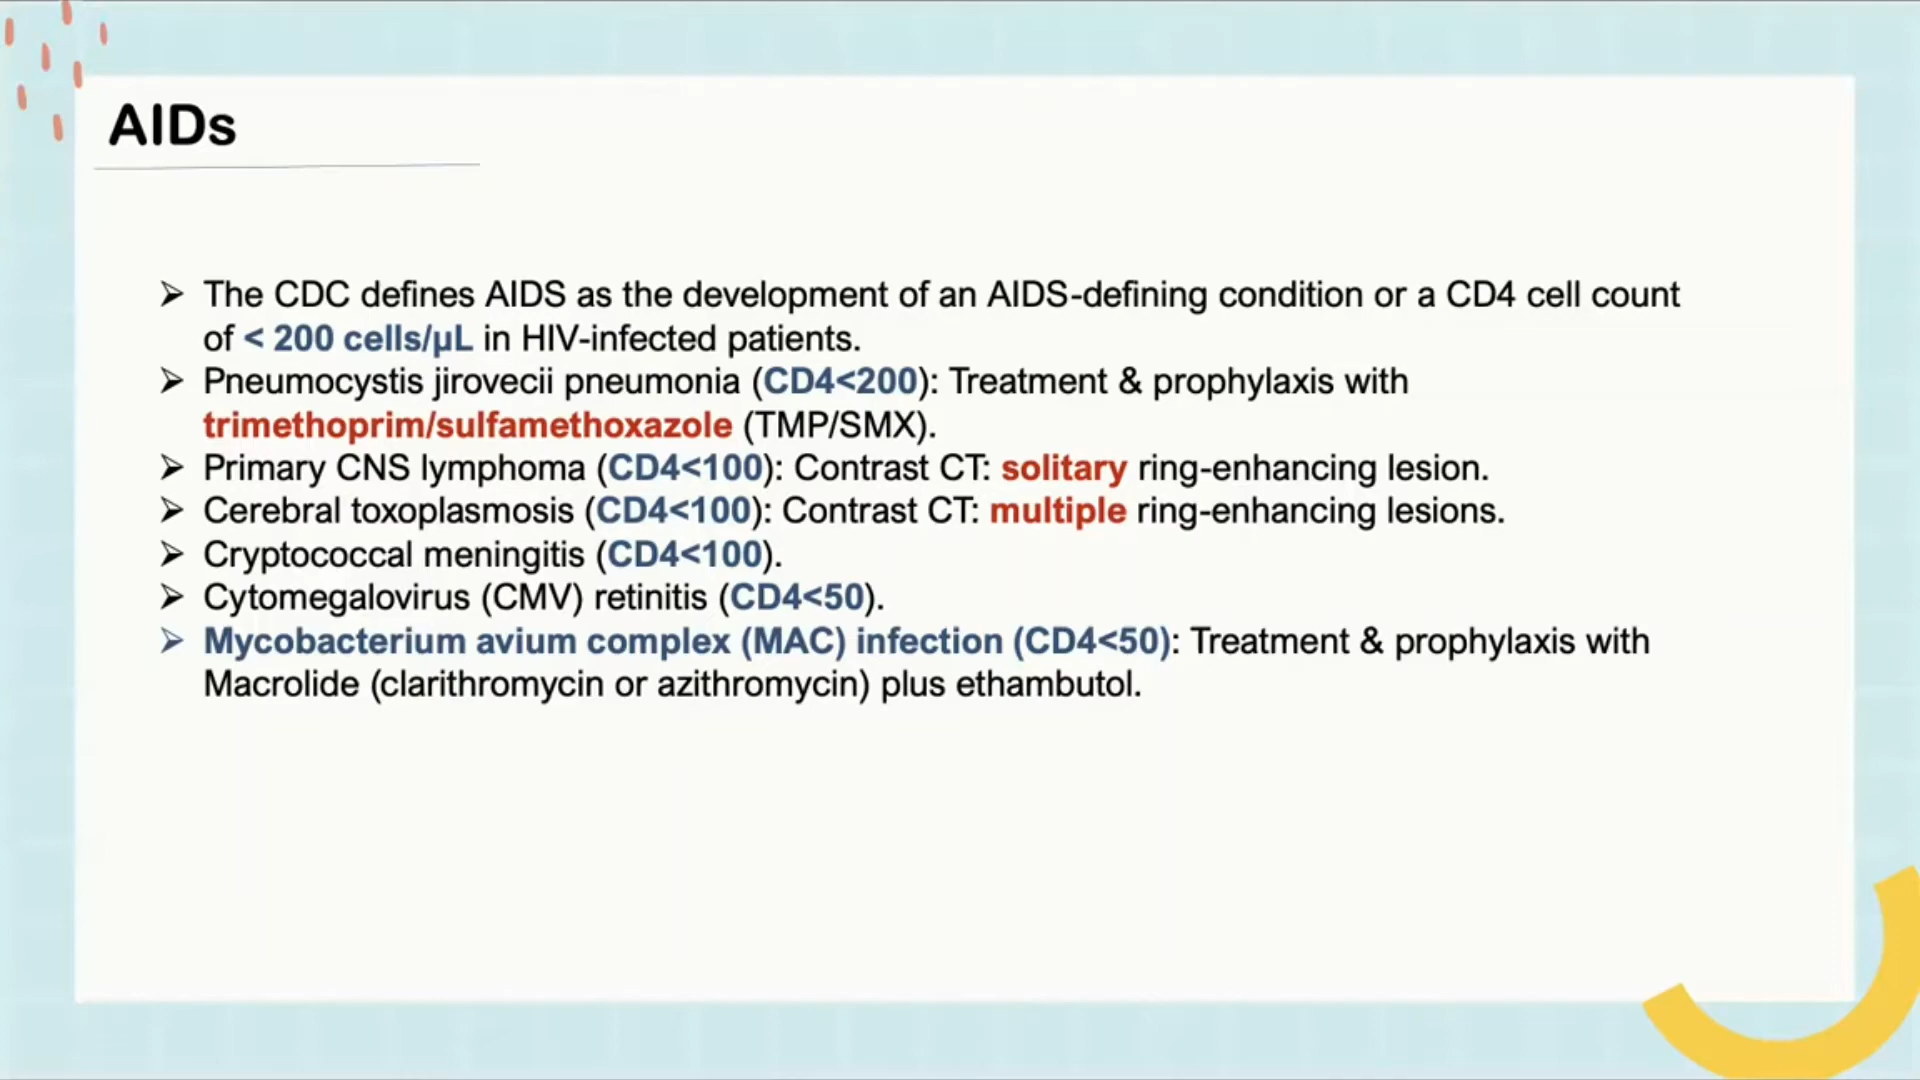 AIDs
➢ The CDC defines AIDS as the development of an AIDS-defining condition or a CD4 cell count
of < 200 cells/µL in HIV-infected patients.
➢ Pneumocystis jirovecii pneumonia (CD4<200): Treatment & prophylaxis with
trimethoprim/sulfamethoxazole (TMP/SMX).
➢ Primary CNS lymphoma (CD4<100): Contrast CT: solitary ring-enhancing lesion.
➢ Cerebral toxoplasmosis (CD4<100): Contrast CT: multiple ring-enhancing lesions.
➢ Cryptococcal meningitis (CD4<100).
➢ Cytomegalovirus (CMV) retinitis (CD4<50).
➢ Mycobacterium avium complex (MAC) infection (CD4<50): Treatment & prophylaxis with
Macrolide (clarithromycin or azithromycin) plus ethambutol.